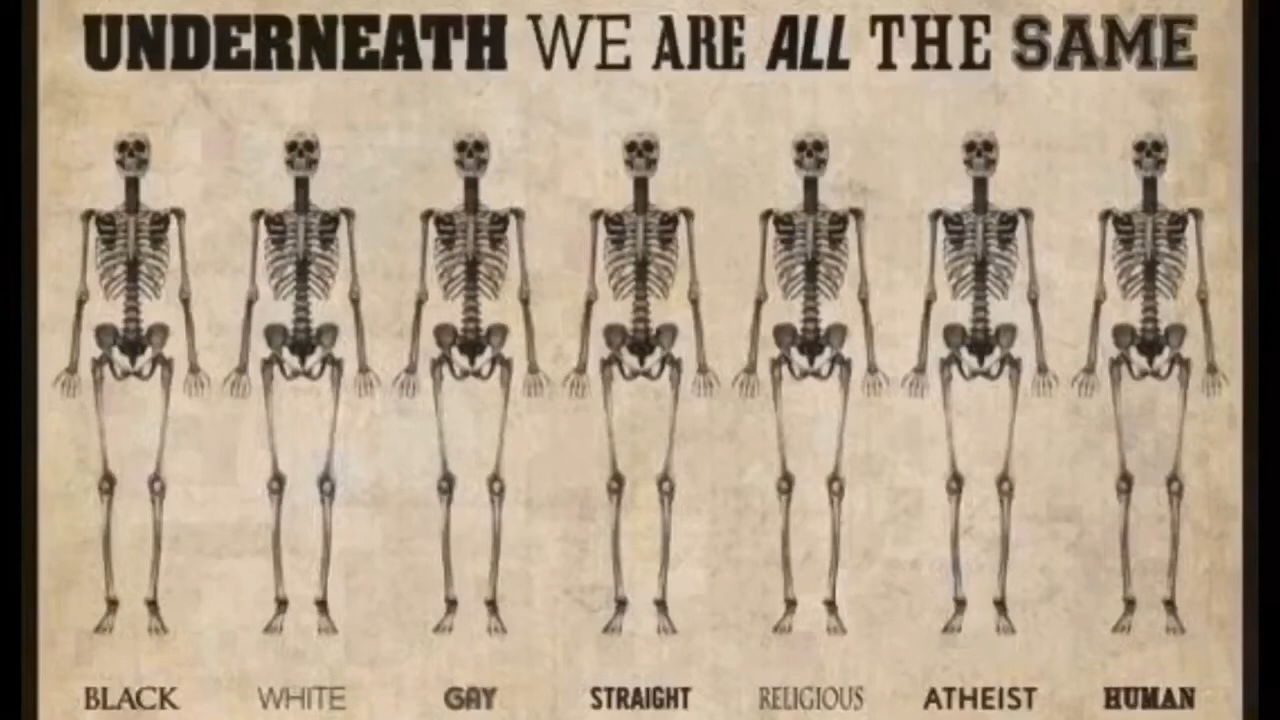 UNDERNEATH WE ARE ALL THE SAME
BLACK WHITE GAY STRAIGHT RELIGIOUS ATHEIST HUMAN